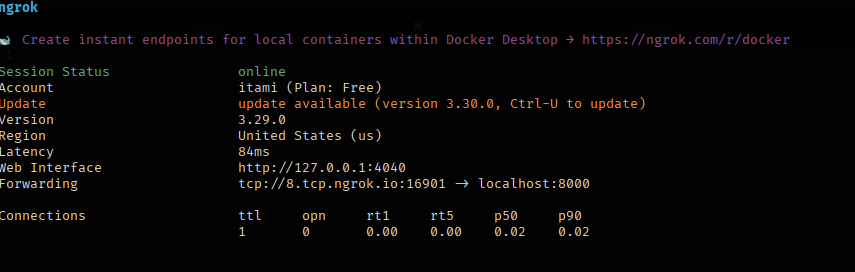 ngrok
Create instant endpoints for local containers within Docker Desktop → https://ngrok.com/r/docker
Session Status online
Account itami (Plan: Free)
Update update available (version 3.30.0, Ctrl-U to update)
Version 3.29.0
Region United States (us)
Latency 84ms
Web Interface http://127.0.0.1:4040
Forwarding tcp://8.tcp.ngrok.io:16901 → localhost:8000
Connections ttl opn rt1 rt5 p50 p90
1 0 0.00 0.00 0.02 0.02